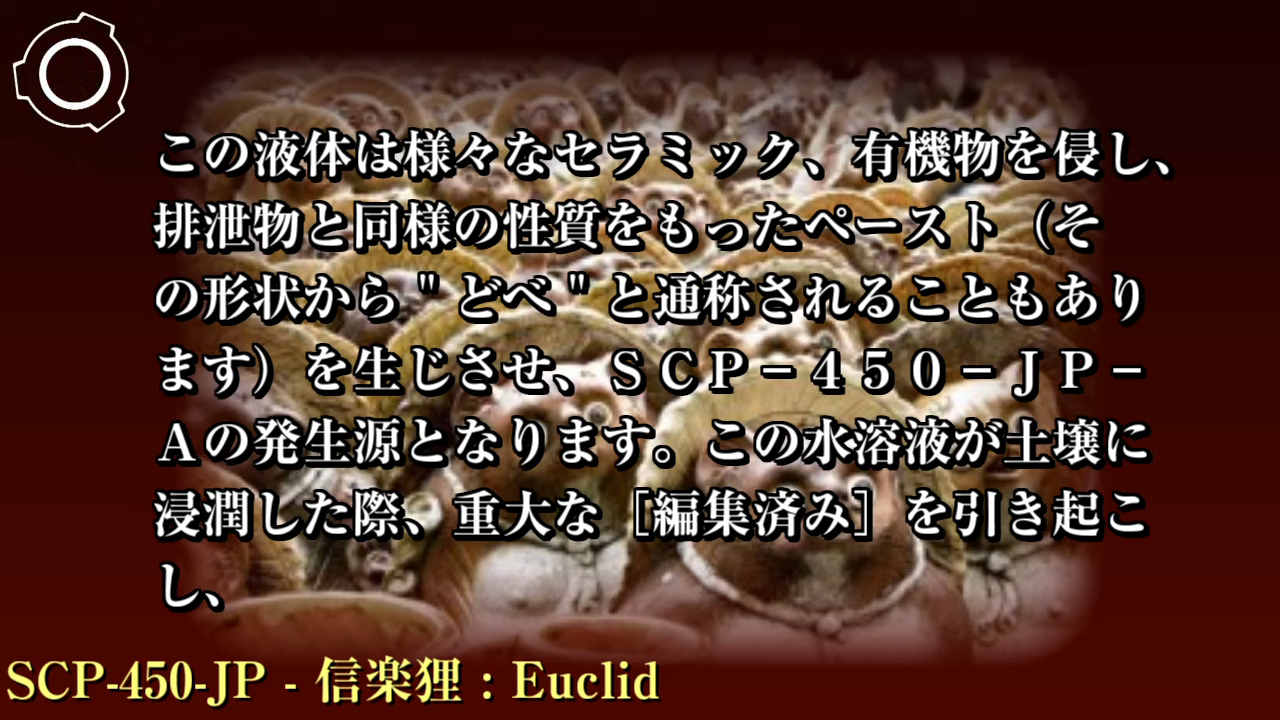 この液体は様々なセラミック、有機物を侵し、
排泄物と同様の性質をもったペースト（そ
の形状から＂どべ＂と通称されることもあり
ます）を生じさせ、ＳＣＰ－４５０－ＪＰ－
Ａの発生源となります。この水溶液が土壌に
浸潤した際、重大な［編集済み］を引き起こ
し、
SCP-450-JP - 信楽狸：Euclid